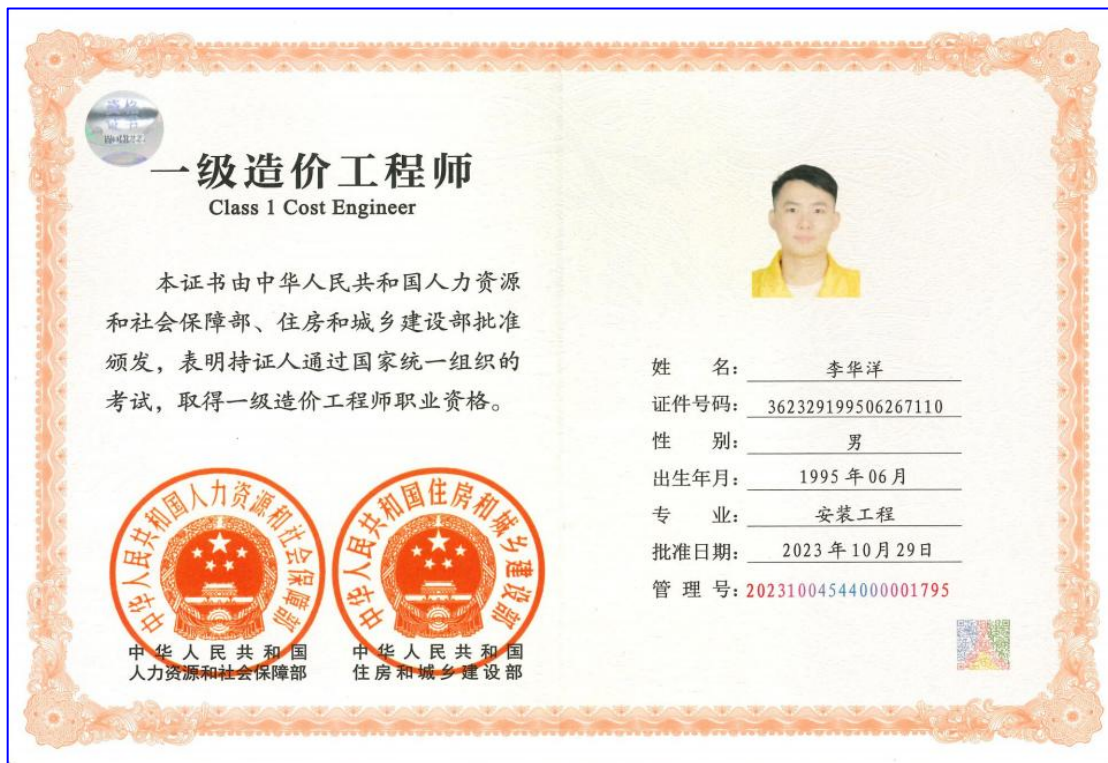 资格
证书
一级造价工程师
Class 1 Cost Engineer
本证书由中华人民共和国人力资源
和社会保障部、住房和城乡建设部批准
颁发，表明持证人通过国家统一组织的
考试，取得一级造价工程师职业资格。
中华人民共和国人力资源和社会保障部
中华人民共和国住房和城乡建设部
中华人民共和国
人力资源和社会保障部
中华人民共和国
住房和城乡建设部
姓 名：李华洋
证件号码：362329199506267110
性 别：男
出生年月：1995年06月
专 业：安装工程
批准日期：2023年10月29日
管 理 号：20231004544000001795